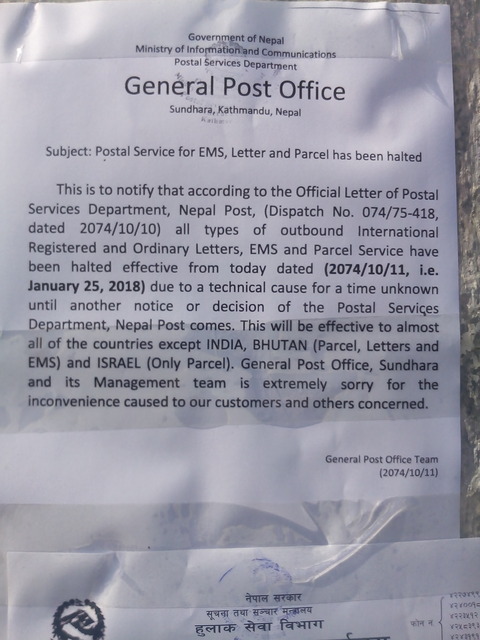 Government of Nepal
Ministry of Information and Communications
Postal Services Department
General Post Office
Sundhara, Kathmandu, Nepal
Subject: Postal Service for EMS, Letter and Parcel has been halted
This is to notify that according to the Official Letter of Postal
Services Department, Nepal Post, (Dispatch No. 074/75-418,
dated 2074/10/10) all types of outbound International
Registered and Ordinary Letters, EMS and Parcel Service have
been halted effective from today dated (2074/10/11, i.e.
January 25, 2018) due to a technical cause for a time unknown
until another notice or decision of the Postal Services
Department, Nepal Post comes. This will be effective to almost
all of the countries except INDIA, BHUTAN (Parcel, Letters and
EMS) and ISRAEL (Only Parcel). General Post Office, Sundhara
and its Management team is extremely sorry for the
inconvenience caused to our customers and others concerned.
General Post Office Team
(2074/10/11)
नेपाल सरकार
सूचना तथा सञ्चार मन्त्रालय
हुलाक सेवा विभाग
फोन नं